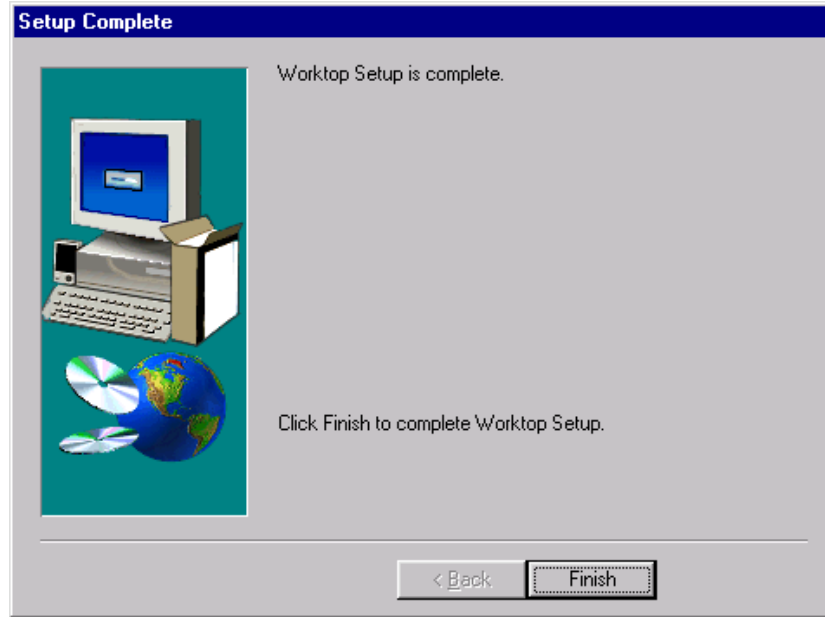 Setup Complete
Worktop Setup is complete.
Click Finish to complete Worktop Setup.
< Back
Finish